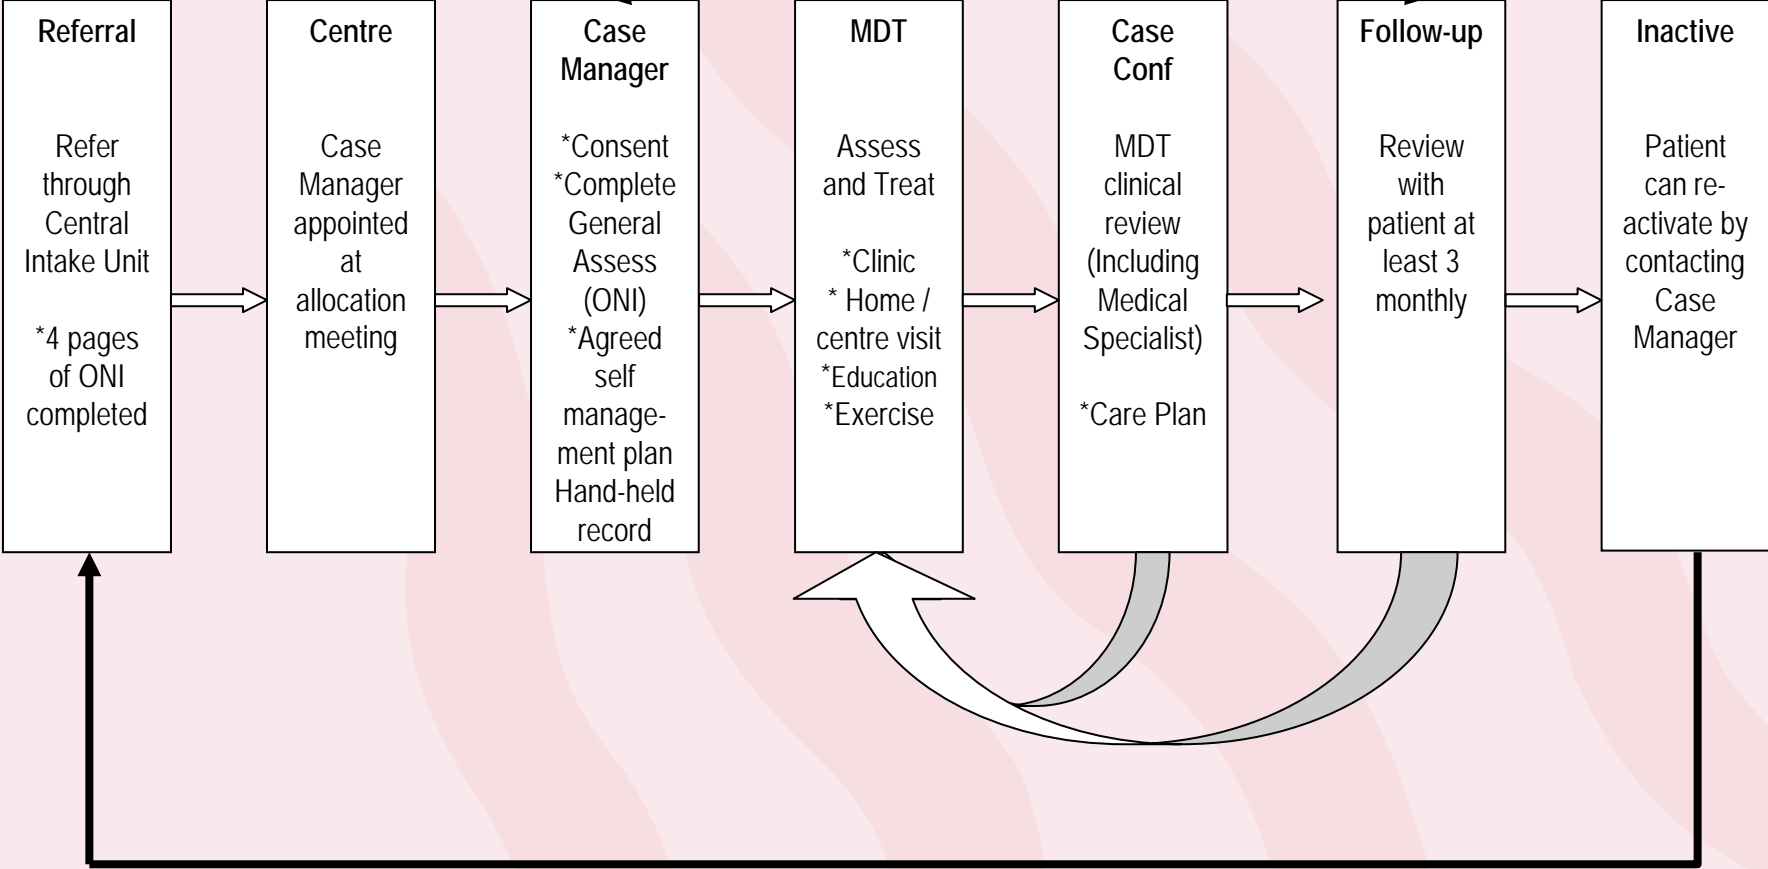 Referral
Refer
through
Central
Intake Unit
*4 pages
of ONI
completed
Centre
Case
Manager
appointed
at
allocation
meeting
Case
Manager
*Consent
*Complete
General
Assess
(ONI)
*Agreed
self
manage-
ment plan
Hand-held
record
MDT
Assess
and Treat
*Clinic
* Home /
centre visit
*Education
*Exercise
Case
Conf
MDT
clinical
review
(Including
Medical
Specialist)
*Care Plan
Follow-up
Review
with
patient at
least 3
monthly
Inactive
Patient
can re-
activate by
contacting
Case
Manager